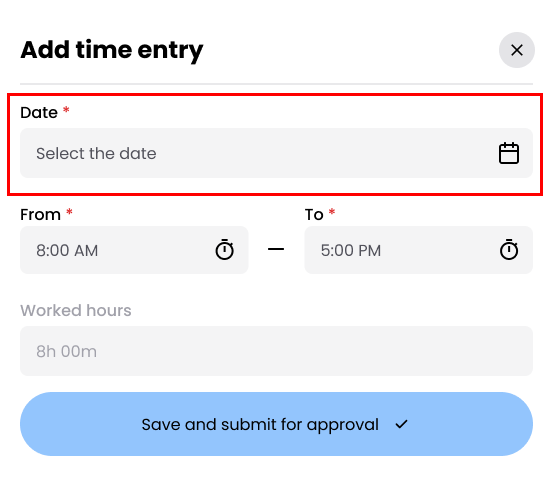 Add time entry
Date *
Select the date
From * To *
8:00 AM — 5:00 PM
Worked hours
8h 00m
Save and submit for approval